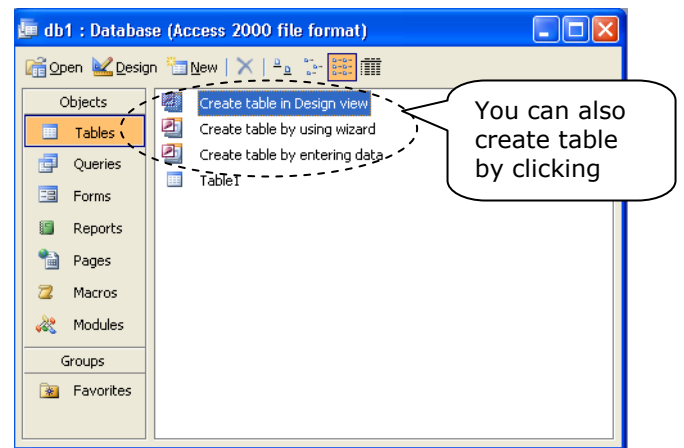 db1 : Database (Access 2000 file format)
Open Design New
Objects
Tables
Queries
Forms
Reports
Pages
Macros
Modules
Groups
Favorites
Create table in Design view
Create table by using wizard
Create table by entering data
Table1
You can also
create table
by clicking